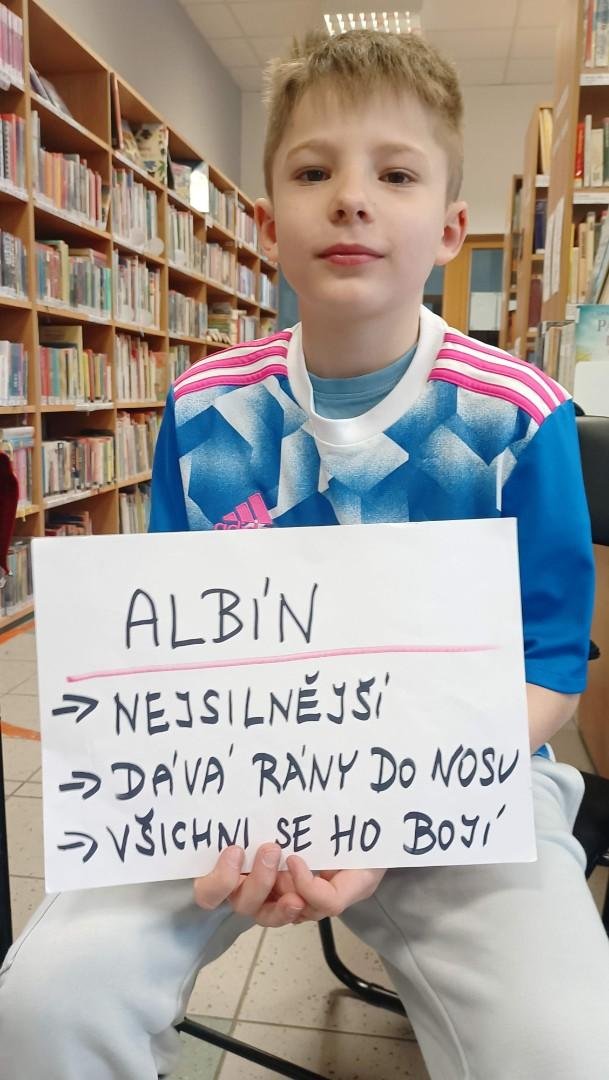 ALBÍN
→ NEJSILNĚJŠÍ
→ DÁVÁ RÁNY DO NOSU
→ VŠICHNI SE HO BOJÍ